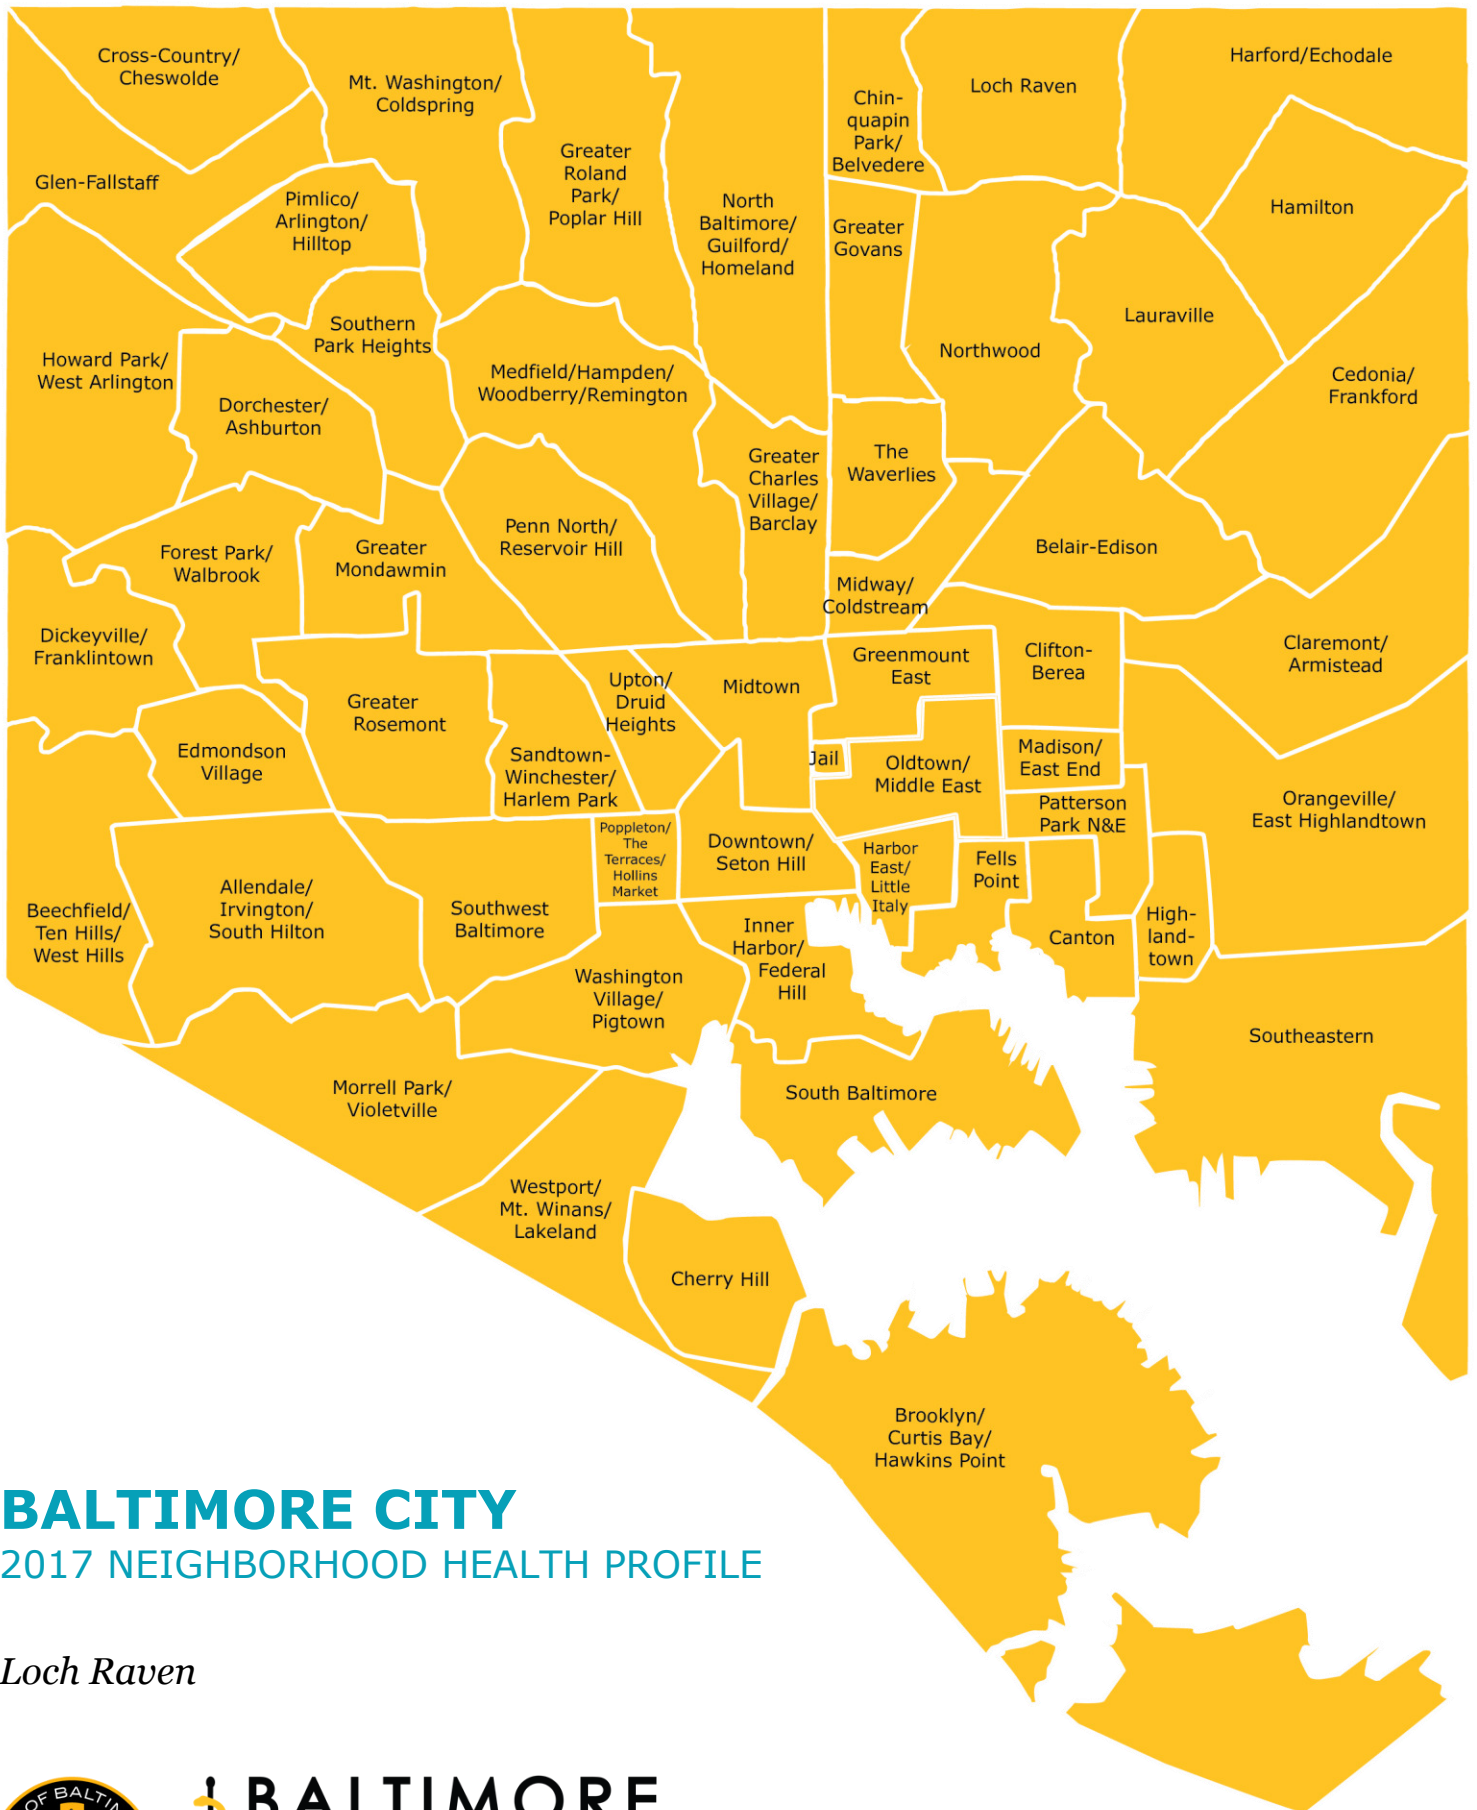 Cross-Country/
Cheswolde
Mt. Washington/
Coldspring
Greater
Roland
Park/
Poplar Hill
North
Baltimore/
Guilford/
Homeland
Chin-
quapin
Park/
Belvedere
Loch Raven
Harford/Echodale
Glen-Fallstaff
Pimlico/
Arlington/
Hilltop
Greater
Govans
Hamilton
Southern
Park Heights
Lauraville
Northwood
Howard Park/
West Arlington
Dorchester/
Ashburton
Medfield/Hampden/
Woodberry/Remington
Cedonia/
Frankford
Greater
Charles
Village/
Barclay
The
Waverlies
Penn North/
Reservoir Hill
Belair-Edison
Forest Park/
Walbrook
Greater
Mondawmin
Midway/
Coldstream
Dickeyville/
Franklintown
Greenmount
East
Clifton-
Berea
Claremont/
Armistead
Greater
Rosemont
Upton/
Druid
Heights
Midtown
Edmondson
Village
Sandtown-
Winchester/
Harlem Park
Jail
Oldtown/
Middle East
Madison/
East End
Patterson
Park N&E
Orangeville/
East Highlandtown
Poppleton/
The
Terraces/
Hollins
Market
Downtown/
Seton Hill
Harbor
East/
Little
Italy
Fells
Point
Allendale/
Irvington/
South Hilton
Southwest
Baltimore
Beechfield/
Ten Hills/
West Hills
Inner
Harbor/
Federal
Hill
Canton
High-
land-
town
Washington
Village/
Pigtown
Southeastern
Morrell Park/
Violetville
South Baltimore
Westport/
Mt. Winans/
Lakeland
Cherry Hill
Brooklyn/
Curtis Bay/
Hawkins Point
BALTIMORE CITY
2017 NEIGHBORHOOD HEALTH PROFILE
Loch Raven
OF BALTI
BALTIMORE